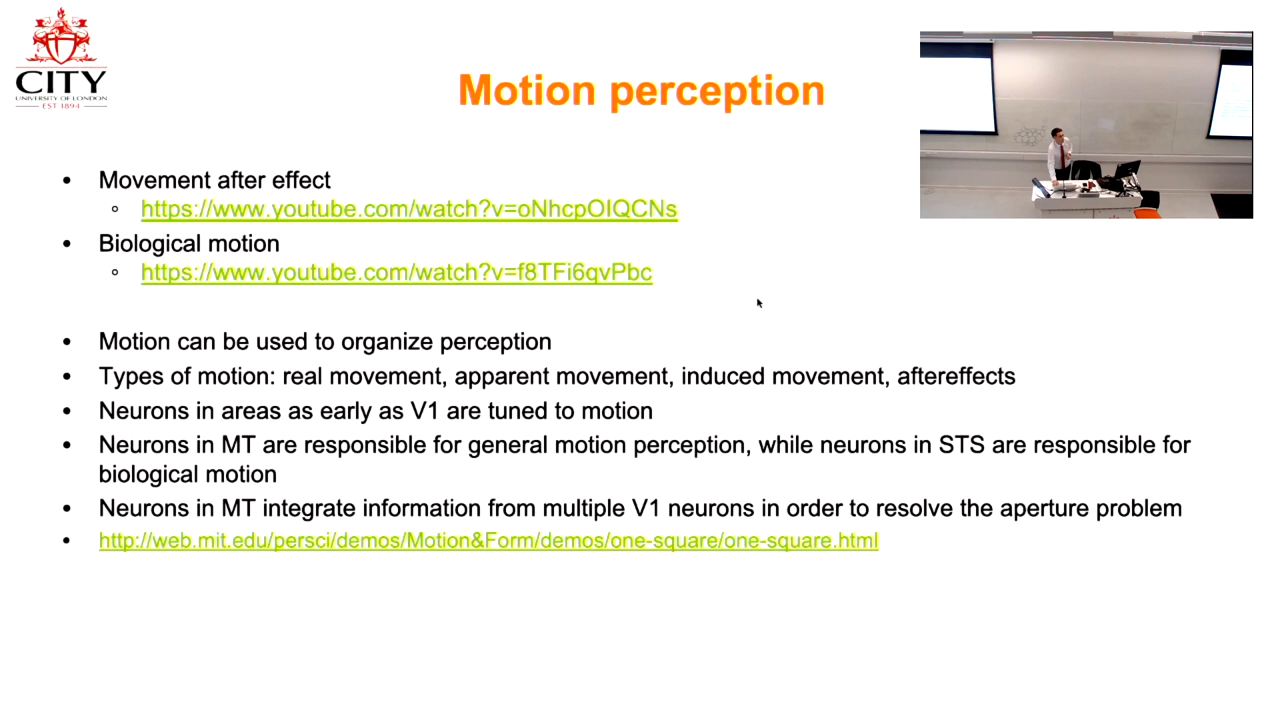 CITY
UNIVERSITY OF LONDON
EST 1894
Motion perception
• Movement after effect
https://www.youtube.com/watch?v=oNhcpOIQCNs
• Biological motion
https://www.youtube.com/watch?v=f8TFi6qvPbc
• Motion can be used to organize perception
• Types of motion: real movement, apparent movement, induced movement, aftereffects
• Neurons in areas as early as V1 are tuned to motion
• Neurons in MT are responsible for general motion perception, while neurons in STS are responsible for
biological motion
• Neurons in MT integrate information from multiple V1 neurons in order to resolve the aperture problem
• http://web.mit.edu/persci/demos/Motion&Form/demos/one-square/one-square.html